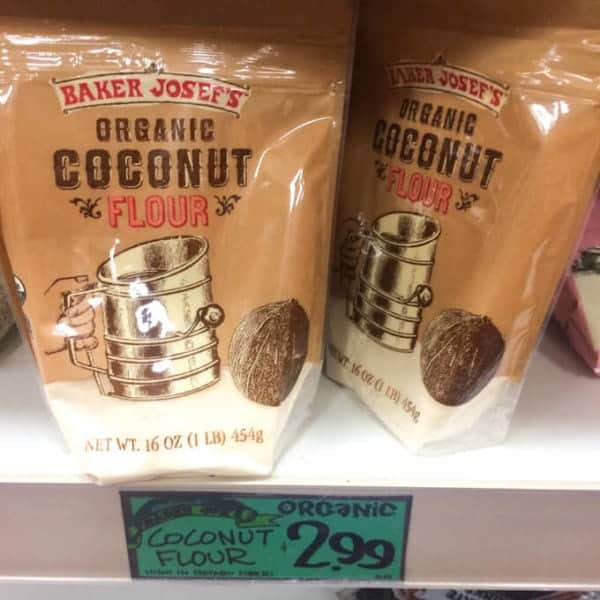 BAKER JOSEF'S
ORGANIC
COCONUT
FLOUR
NET WT. 16 OZ (1 LB) 454g
BAKER JOSEF'S
ORGANIC
COCONUT
FLOUR
NET WT. 16 OZ (1 LB) 454g
ORGANIC
COCONUT
FLOUR
$2.99